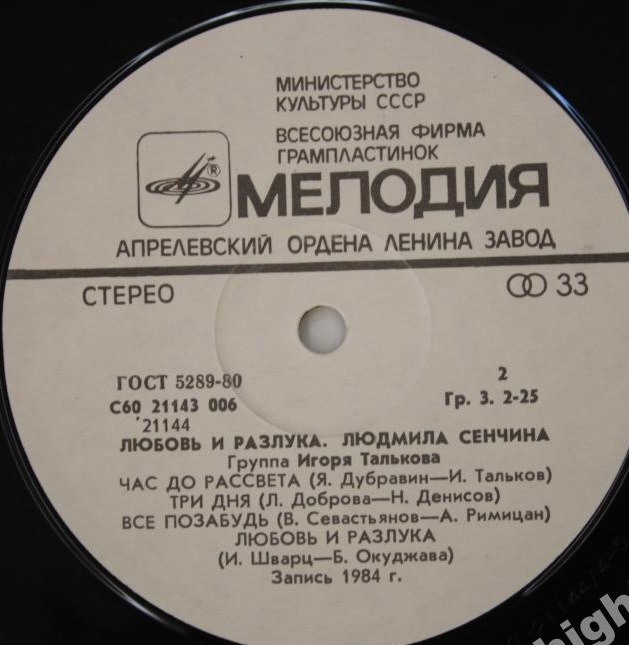 МИНИСТЕРСТВО
КУЛЬТУРЫ СССР
ВСЕСОЮЗНАЯ ФИРМА
ГРАМПЛАСТИНОК
® МЕЛОДИЯ
АПРЕЛЕВСКИЙ ОРДЕНА ЛЕНИНА ЗАВОД
СТЕРЕО 33
ГОСТ 5289-80 2
С60 21143 006 Гр. 3. 2-25
21144
ЛЮБОВЬ И РАЗЛУКА. ЛЮДМИЛА СЕНЧИНА
Группа Игоря Талькова
ЧАС ДО РАССВЕТА (Я. Дубравин—И. Тальков)
ТРИ ДНЯ (Л. Доброва—Н. Денисов)
ВСЕ ПОЗАБУДЬ (В. Севастьянов—А. Римицан)
ЛЮБОВЬ И РАЗЛУКА
(И. Шварц—Б. Окуджава)
Запись 1984 г.